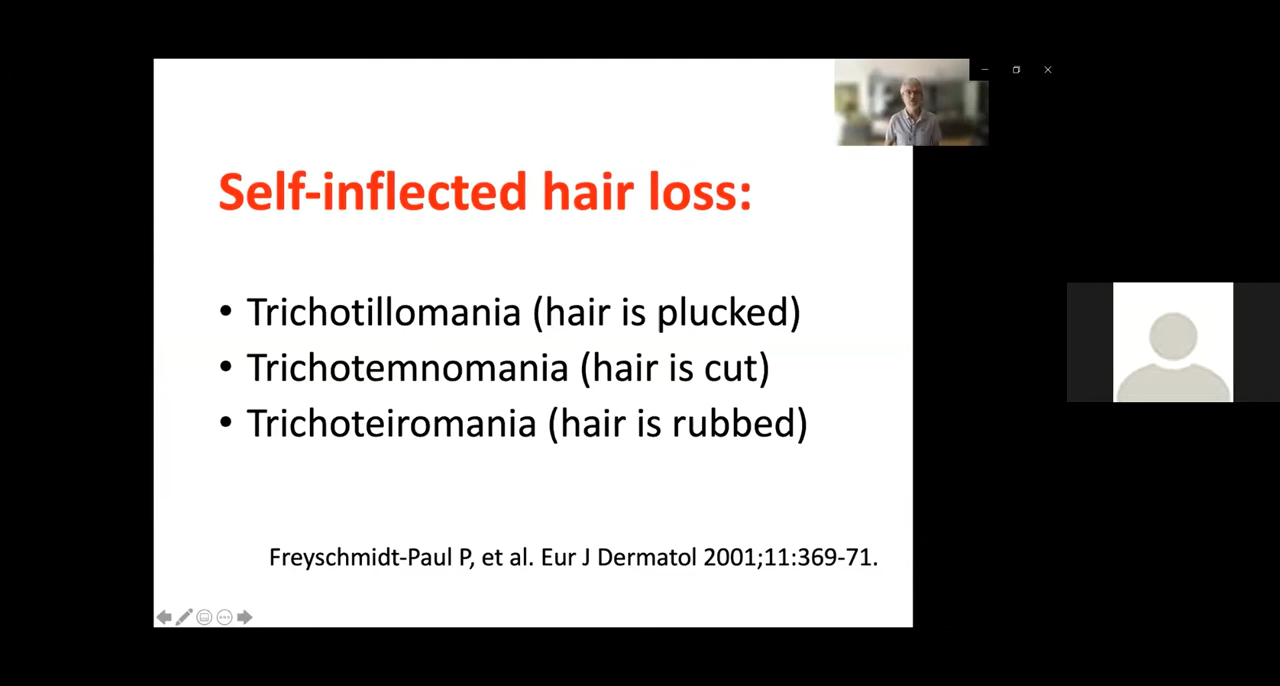 Self-inflected hair loss:
• Trichotillomania (hair is plucked)
• Trichotemnomania (hair is cut)
• Trichoteiromania (hair is rubbed)
Freyschmidt-Paul P, et al. Eur J Dermatol 2001;11:369-71.